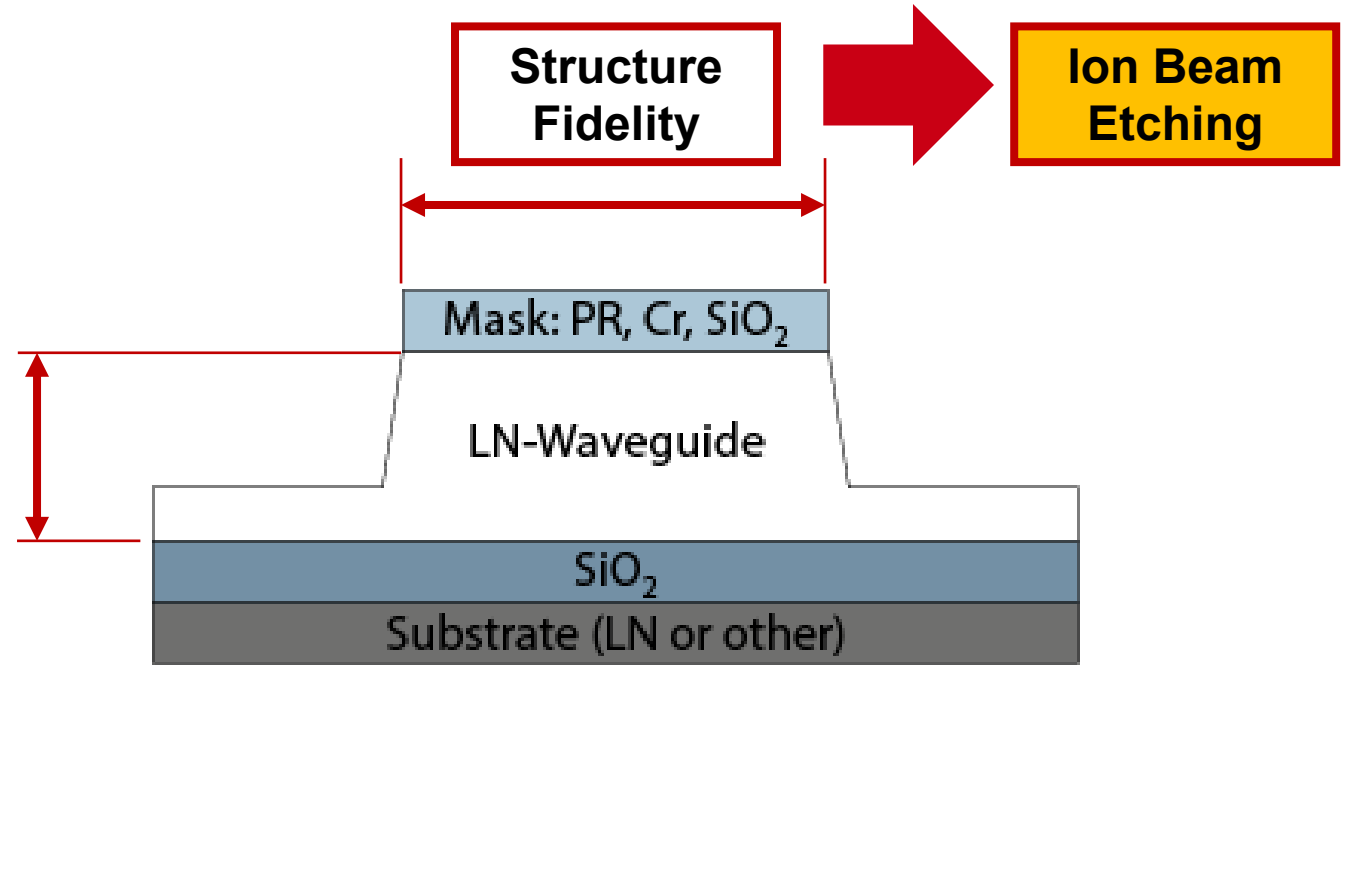 Structure
Fidelity
Ion Beam
Etching
Mask: PR, Cr, SiO₂
LN-Waveguide
SiO₂
Substrate (LN or other)